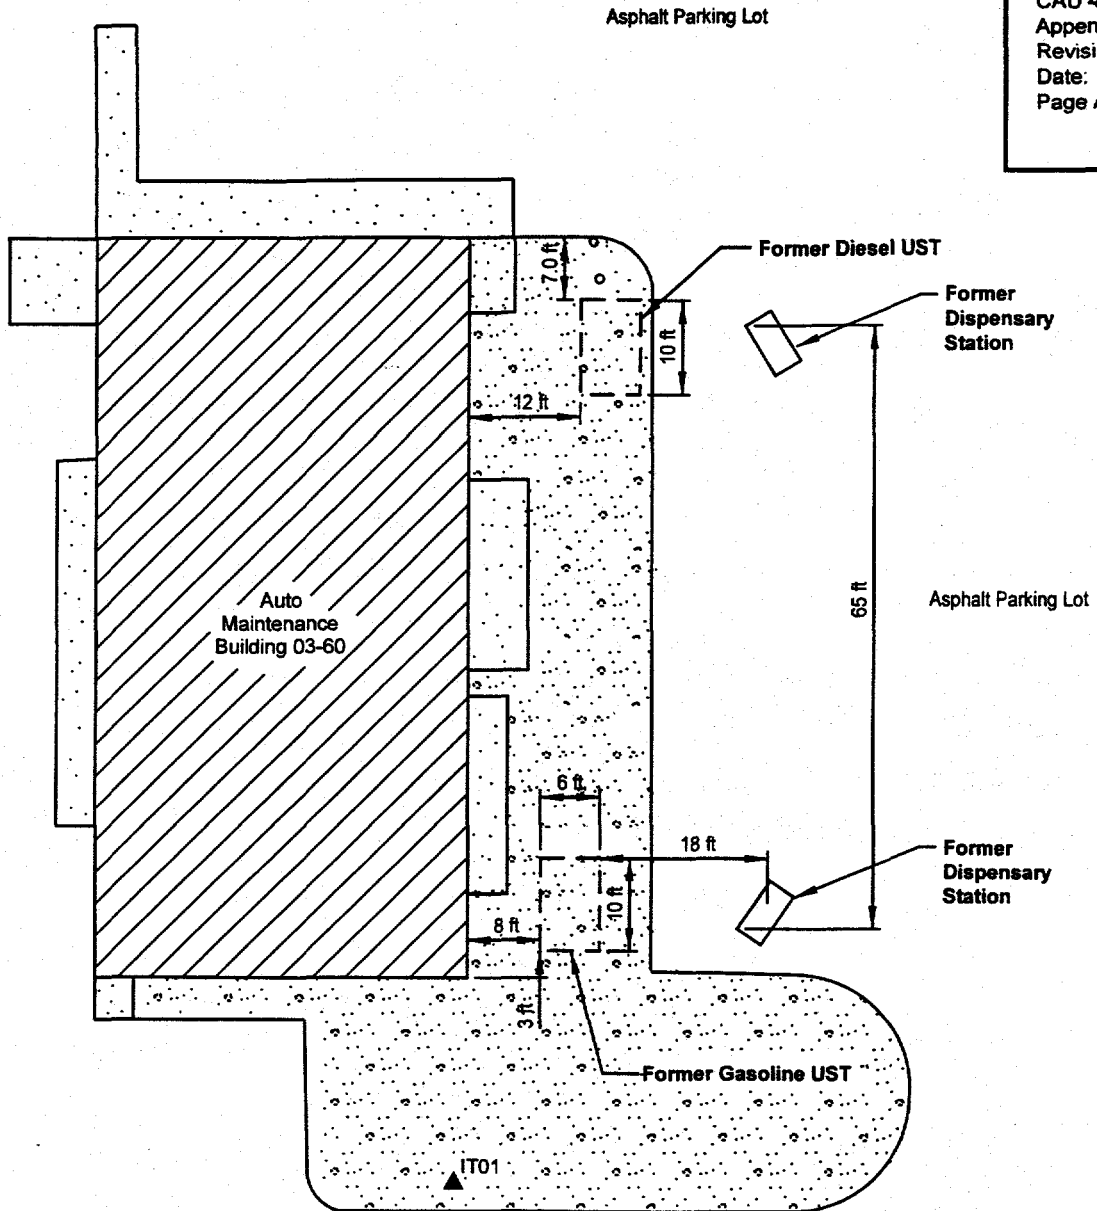 Asphalt Parking Lot
Appen
Revisi
Date:
Page A
Former Diesel UST
7.0 ft
Former
Dispensary
Station
10 ft
12 ft
Auto
Maintenance
Building 03-60
65 ft
Asphalt Parking Lot
6 ft
18 ft
Former
Dispensary
Station
10 ft
8 ft
3 ft
Former Gasoline UST
IT01